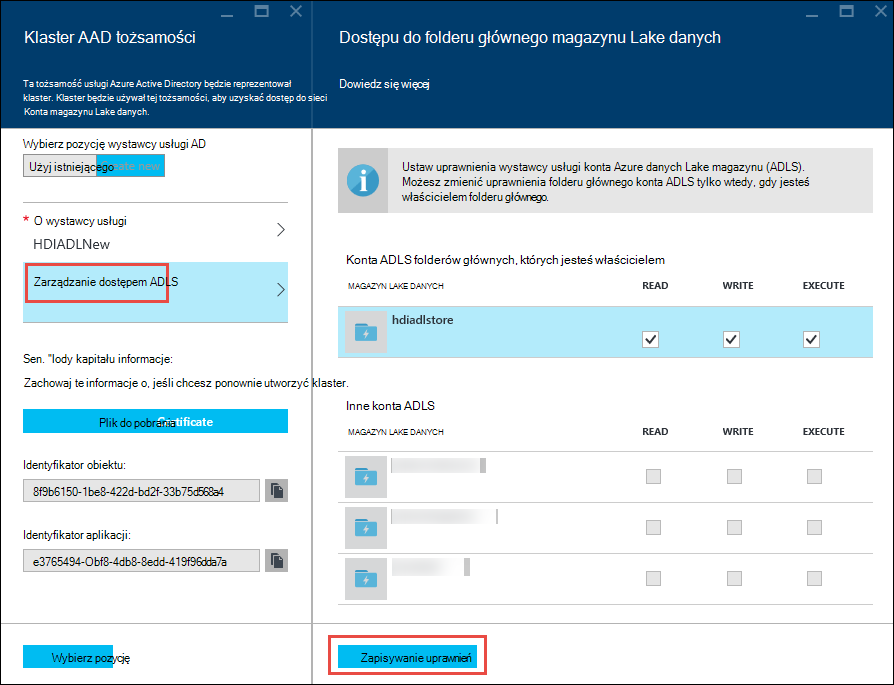 Klaster AAD tożsamości
Ta tożsamość usługi Azure Active Directory będzie reprezentował
klaster. Klaster będzie używał tej tożsamości, aby uzyskać dostęp do sieci
Konta magazynu Lake danych.
Wybierz pozycję wystawcy usługi AD
Użyj istniejącego
* O wystawcy usługi
HDIADLNew
Zarządzanie dostępem ADLS
Sen. "Iody kapitału informacje:
Zachowaj te informacje o, jeśli chcesz ponownie utworzyć klaster.
Plik do pobrania Certificate
Identyfikator obiektu:
8f9b6150-1be8-422d-bd2f-33b75d568a4
Identyfikator aplikacji:
e3765494-Obf8-4db8-8edd-419f96dda7a
Wybierz pozycję
Dostępu do folderu głównego magazynu Lake danych
Dowiedz się więcej
Ustaw uprawnienia wystawcy usługi konta Azure danych Lake magazynu (ADLS).
Możesz zmienić uprawnienia folderu głównego konta ADLS tylko wtedy, gdy jesteś
właścicielem folderu głównego.
Konta ADLS folderów głównych, których jesteś właścicielem
MAGAZYN LAKE DANYCH READ WRITE EXECUTE
hdiadlstore
Inne konta ADLS
MAGAZYN LAKE DANYCH READ WRITE EXECUTE
Zapisywanie uprawnień